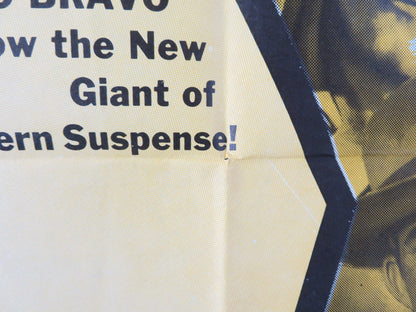 BRAVO
ow the New
Giant of
ern Suspense!